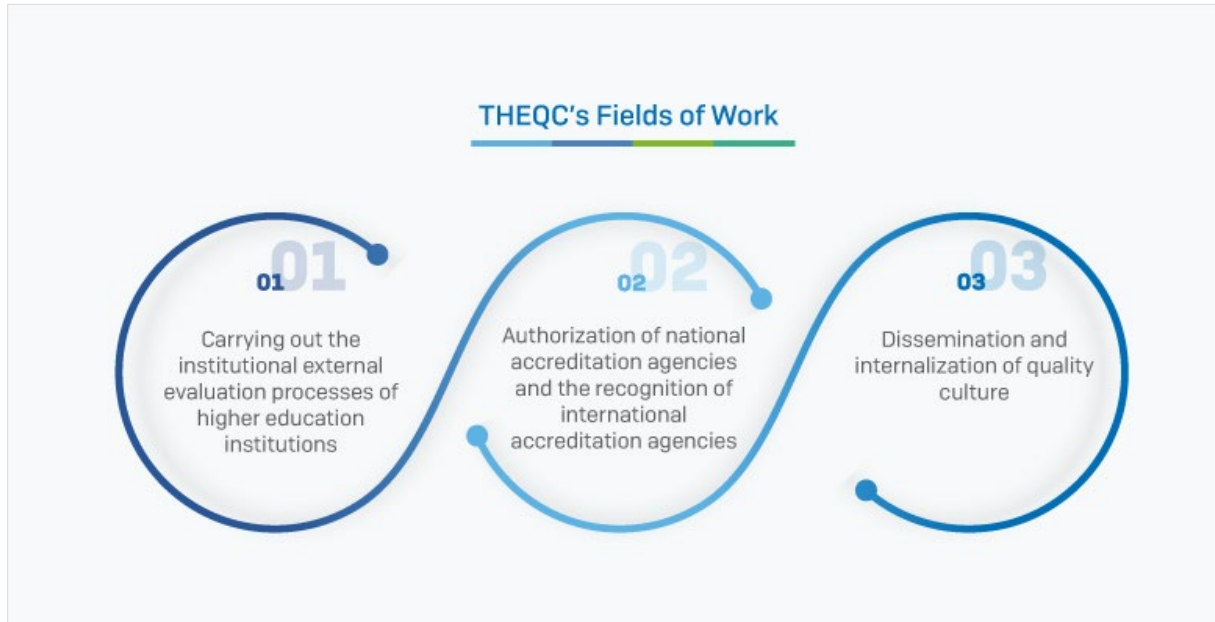 THEQC's Fields of Work
01 01
Carrying out the
institutional external
evaluation processes of
higher education
institutions
02 02
Authorization of national
accreditation agencies
and the recognition of
international
accreditation agencies
03 03
Dissemination and
internalization of quality
culture